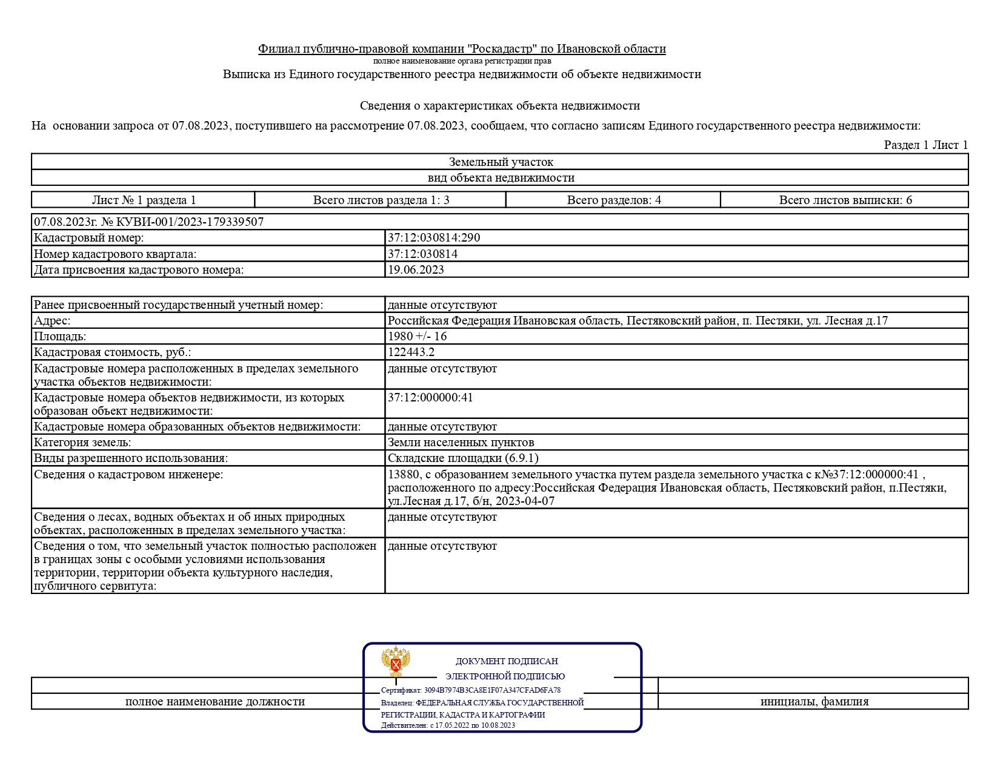 Филиал публично-правовой компании "Роскадастр" по Ивановской области
полное наименование органа регистрации прав
Выписка из Единого государственного реестра недвижимости об объекте недвижимости
Сведения о характеристиках объекта недвижимости
На  основании запроса от 07.08.2023, поступившего на рассмотрение 07.08.2023, сообщаем, что согласно записям Единого государственного реестра недвижимости:
Раздел 1 Лист 1
Земельный участок
вид объекта недвижимости
Лист № 1 раздела 1 Всего листов раздела 1: 3 Всего разделов: 4 Всего листов выписки: 6
07.08.2023г. № КУВИ-001/2023-179339507
Кадастровый номер: 37:12:030814:290
Номер кадастрового квартала: 37:12:030814
Дата присвоения кадастрового номера: 19.06.2023
Ранее присвоенный государственный учетный номер: данные отсутствуют
Адрес: Российская Федерация Ивановская область, Пестяковский район, п. Пестяки, ул. Лесная д.17
Площадь: 1980 +/- 16
Кадастровая стоимость, руб.: 122443.2
Кадастровые номера расположенных в пределах земельного данные отсутствуют
участка объектов недвижимости:
Кадастровые номера объектов недвижимости, из которых 37:12:000000:41
образован объект недвижимости:
Кадастровые номера образованных объектов недвижимости: данные отсутствуют
Категория земель: Земли населенных пунктов
Виды разрешенного использования: Складские площадки (6.9.1)
Сведения о кадастровом инженере: 13880, с образованием земельного участка путем раздела земельного участка с к№37:12:000000:41 ,
расположенного по адресу:Российская Федерация Ивановская область, Пестяковский район, п.Пестяки,
ул.Лесная д.17, б/н, 2023-04-07
Сведения о лесах, водных объектах и об иных природных данные отсутствуют
объектах, расположенных в пределах земельного участка:
Сведения о том, что земельный участок полностью расположен данные отсутствуют
в границах зоны с особыми условиями использования
территории, территории объекта культурного наследия,
публичного сервитута:
ДОКУМЕНТ ПОДПИСАН
ЭЛЕКТРОННОЙ ПОДПИСЬЮ
Сертификат: 3094B7974B3CA8E1F07A347CFAD6FA78
полное наименование должности Владелец: ФЕДЕРАЛЬНАЯ СЛУЖБА ГОСУДАРСТВЕННОЙ инициалы, фамилия
РЕГИСТРАЦИИ, КАДАСТРА И КАРТОГРАФИИ
Действителен: с 17.05.2022 по 10.08.2023